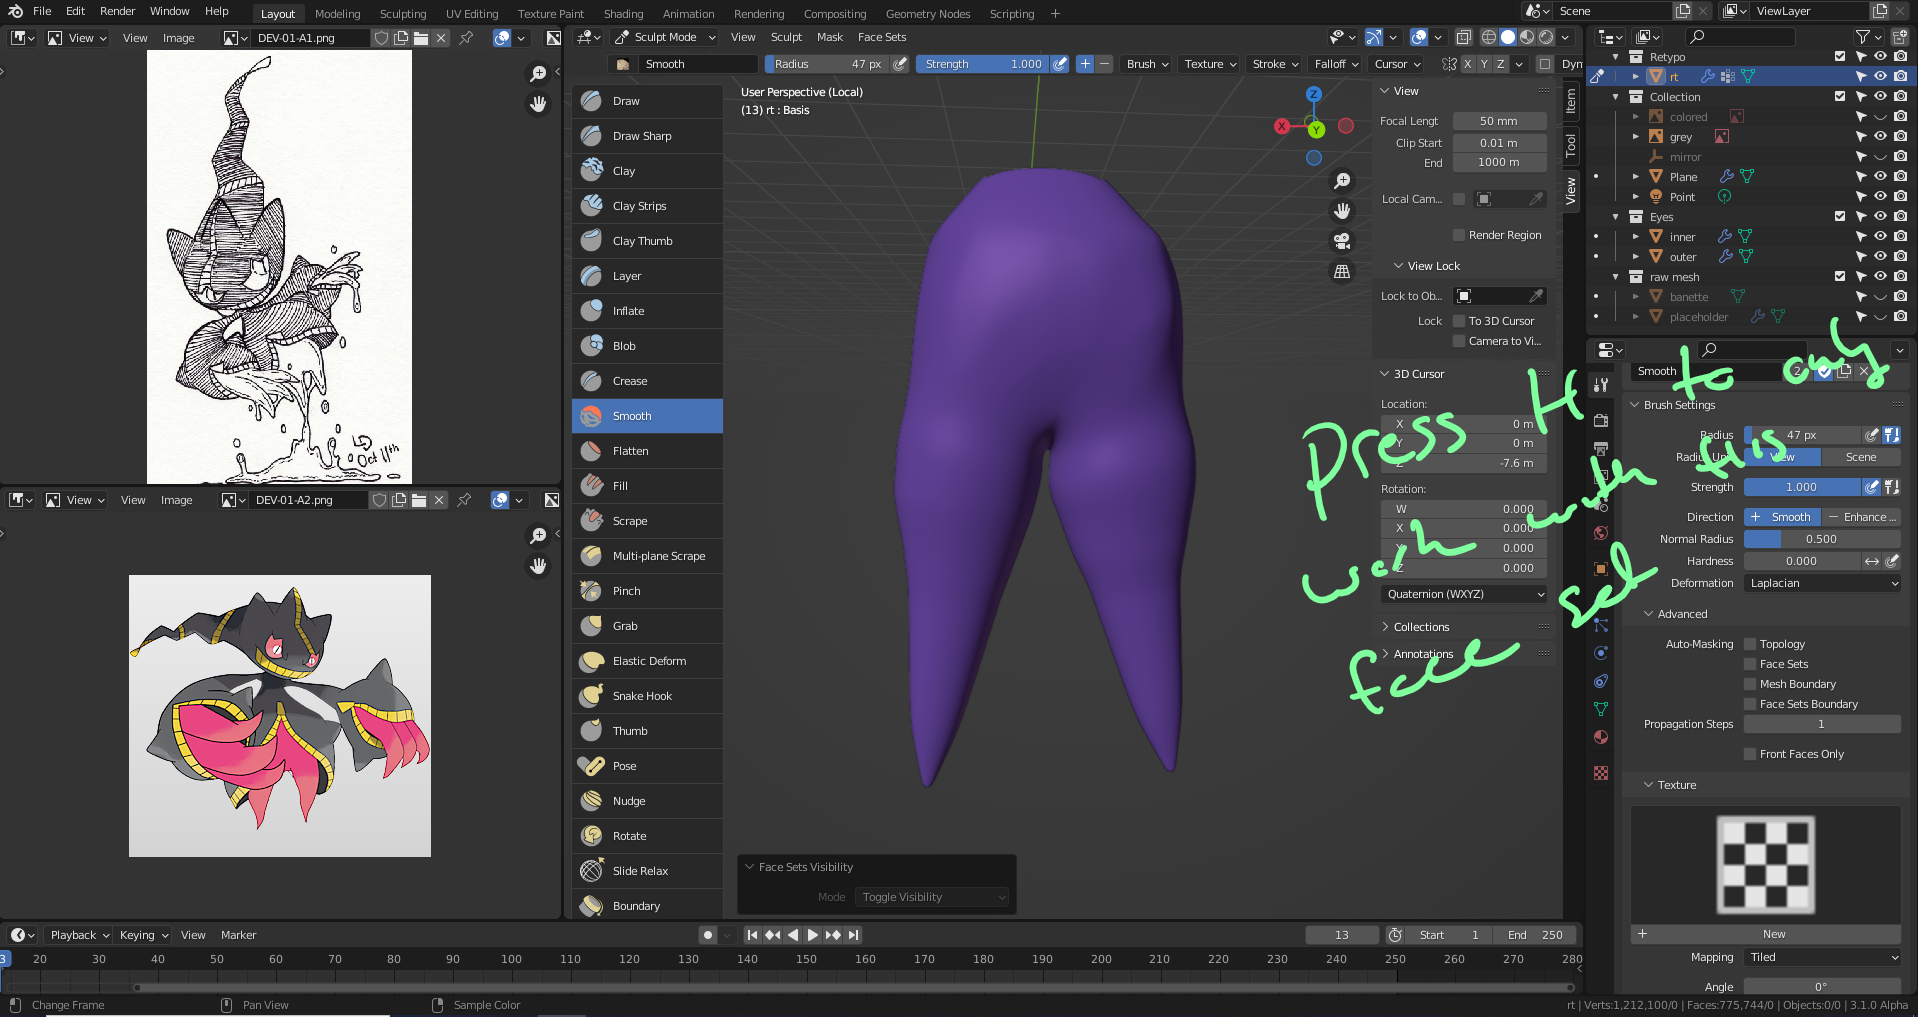 File Edit Render Window Help Layout Modeling Sculpting UV Editing Texture Paint Shading Animation Rendering Compositing Geometry Nodes Scripting + Scene ViewLayer
View View Image DEV-01-A1.png
Sculpt Mode View Sculpt Mask Face Sets
Smooth Radius 47 px Strength 1.000 Brush Texture Stroke Falloff Cursor X Y Z Dyn
User Perspective (Local)
(13) rt : Basis
Draw
Draw Sharp
Clay
Clay Strips
Clay Thumb
Layer
Inflate
Blob
Crease
Smooth
Flatten
Fill
Scrape
Multi-plane Scrape
Pinch
Grab
Elastic Deform
Snake Hook
Thumb
Pose
Nudge
Rotate
Slide Relax
Boundary
LD
Oct 11th
View Image DEV-01-A2.png
Z
X
Y
View
Focal Lengt 50 mm
Clip Start 0.01 m
End 1000 m
Local Cam...
Render Region
View Lock
Lock to Ob...
Lock To 3D Cursor
Camera to Vi...
3D Cursor
Location:
X 0 m
Y 0 m
Z -7.6 m
Rotation:
W 0.000
X 0.000
0.000
Z 0.000
Quaternion (WXYZ)
Collections
Annotations
Item
Tool
View
Press H to only
work with this
face set
Retypo
rt
Collection
colored
grey
mirror
Plane
Point
Eyes
inner
outer
raw mesh
banette
placeholder
Smooth 2
Brush Settings
Radius 47 px
Radius Un View Scene
Strength 1.000
Direction + Smooth − Enhance ...
Normal Radius 0.500
Hardness 0.000
Deformation Laplacian
Advanced
Auto-Masking Topology
Face Sets
Mesh Boundary
Face Sets Boundary
Propagation Steps 1
Front Faces Only
Texture
+ New
Mapping Tiled
Angle 0°
Face Sets Visibility
Mode Toggle Visibility
Playback Keying View Marker 13 Start 1 End 250
3 20 30 40 50 60 70 80 90 100 110 120 130 140 150 160 170 180 190 200 210 220 230 240 250 260 270 280
Change Frame Pan View Sample Color rt | Verts:1,212,100/0 | Faces:775,744/0 | Objects:0/0 | 3.1.0 Alpha